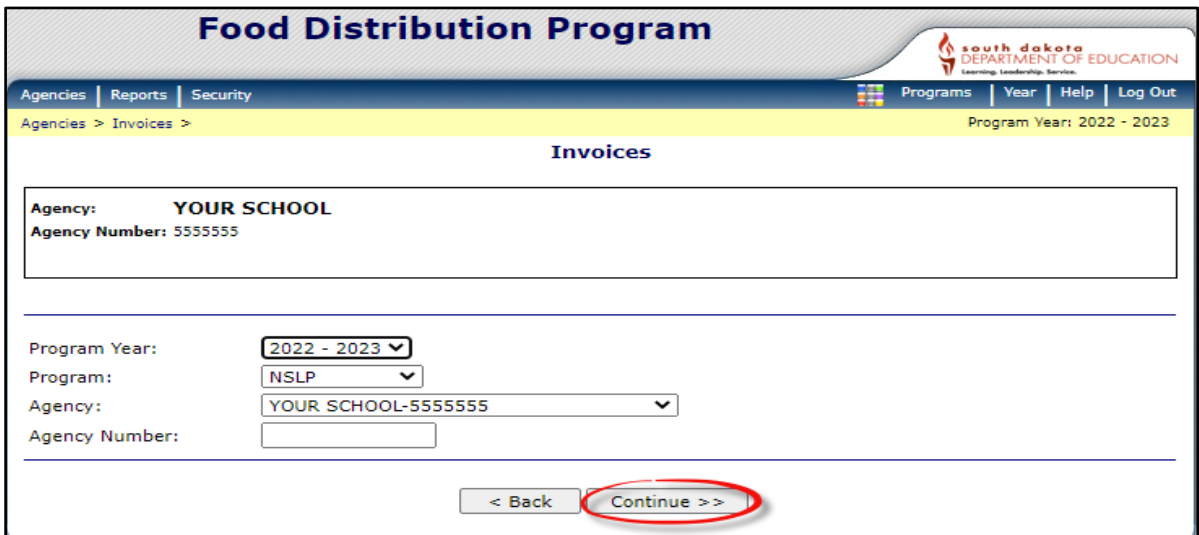 Food Distribution Program
south dakota
DEPARTMENT OF EDUCATION
Learning. Leadership. Service.
Agencies | Reports | Security Programs | Year | Help | Log Out
Agencies > Invoices > Program Year: 2022 - 2023
Invoices
Agency: YOUR SCHOOL
Agency Number: 5555555
Program Year: 2022 - 2023
Program: NSLP
Agency: YOUR SCHOOL-5555555
Agency Number:
< Back Continue >>